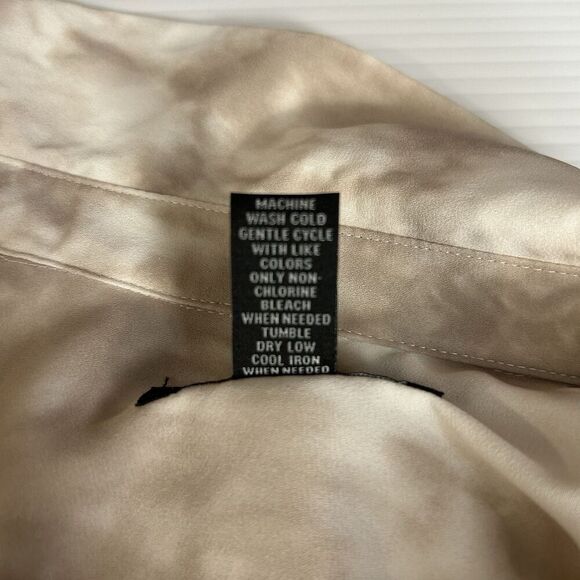 MACHINE
WASH COLD
GENTLE CYCLE
WITH LIKE
COLORS
ONLY NON-
CHLORINE
BLEACH
WHEN NEEDED
TUMBLE
DRY LOW
COOL IRON
WHEN NEEDED